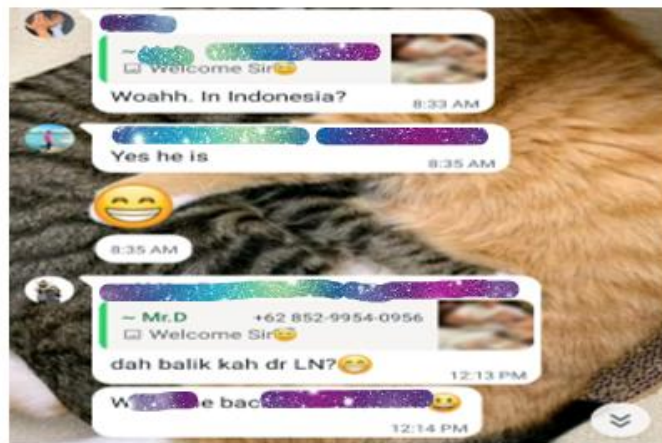 ~
Welcome Sir😇
Woahh. In Indonesia?
8:33 AM
Yes he is
8:35 AM
😁
8:35 AM
~ Mr.D +62 852-9954-0956
Welcome Sir😇
dah balik kah dr LN?😁
12:13 PM
W e bac 😃
12:14 PM